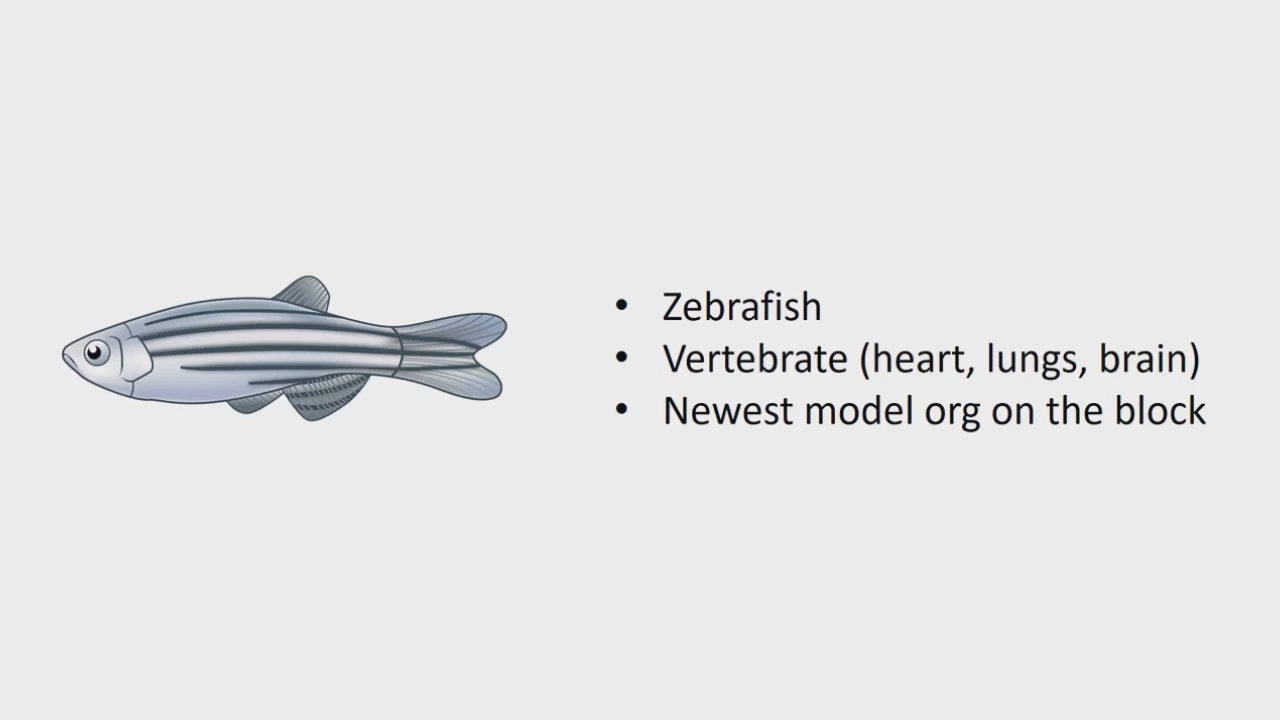 • Zebrafish
• Vertebrate (heart, lungs, brain)
• Newest model org on the block